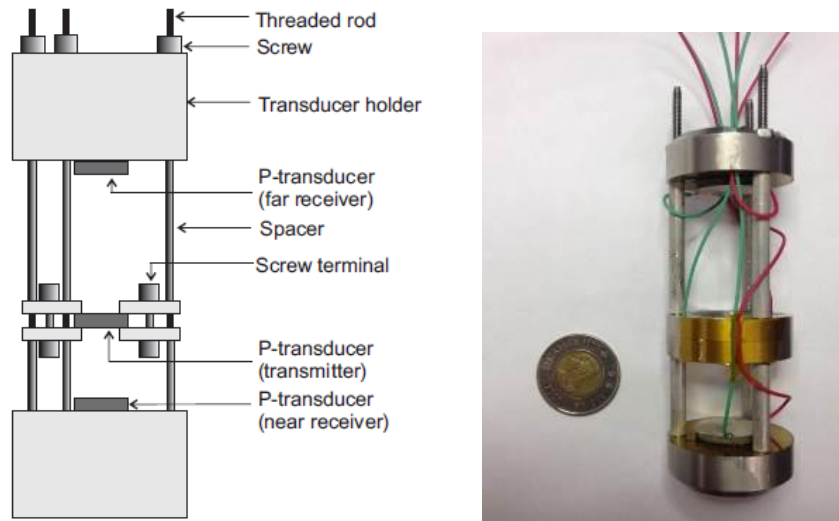 Threaded rod
Screw
Transducer holder
P-transducer
(far receiver)
Spacer
Screw terminal
P-transducer
(transmitter)
P-transducer
(near receiver)